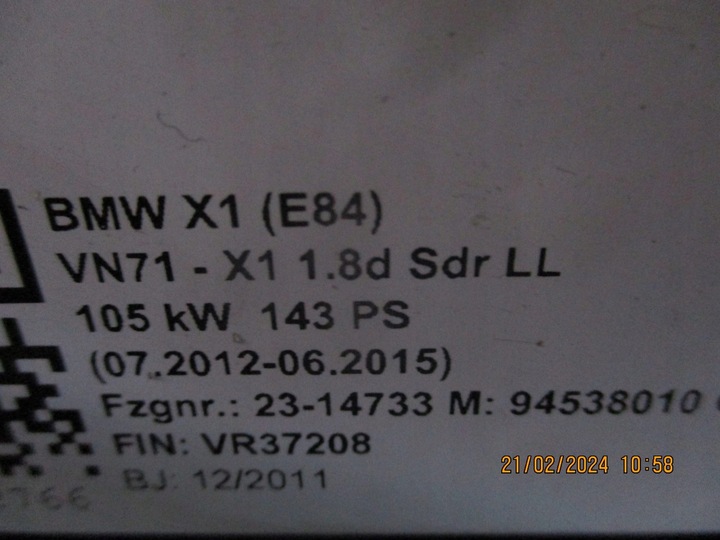 BMW X1 (E84)
VN71 - X1 1.8d Sdr LL
105 kW 143 PS
(07.2012-06.2015)
Fzgnr.: 23-14733 M: 94538010
FIN: VR37208
BJ: 12/2011
2766
21/02/2024 10:58